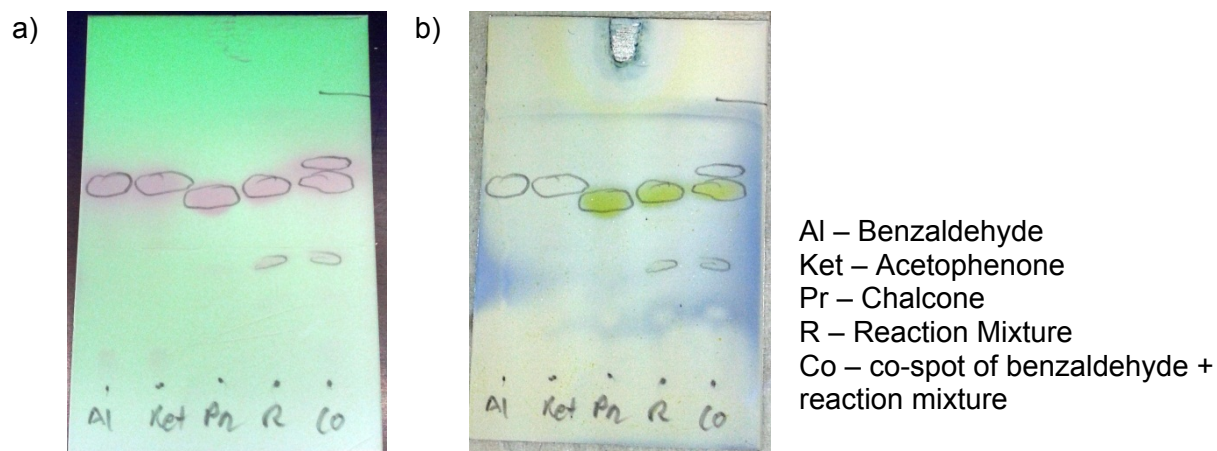 a)
b)
Al Ket Pr R Co
Al Ket Pr R Co
Al – Benzaldehyde
Ket – Acetophenone
Pr – Chalcone
R – Reaction Mixture
Co – co-spot of benzaldehyde +
reaction mixture